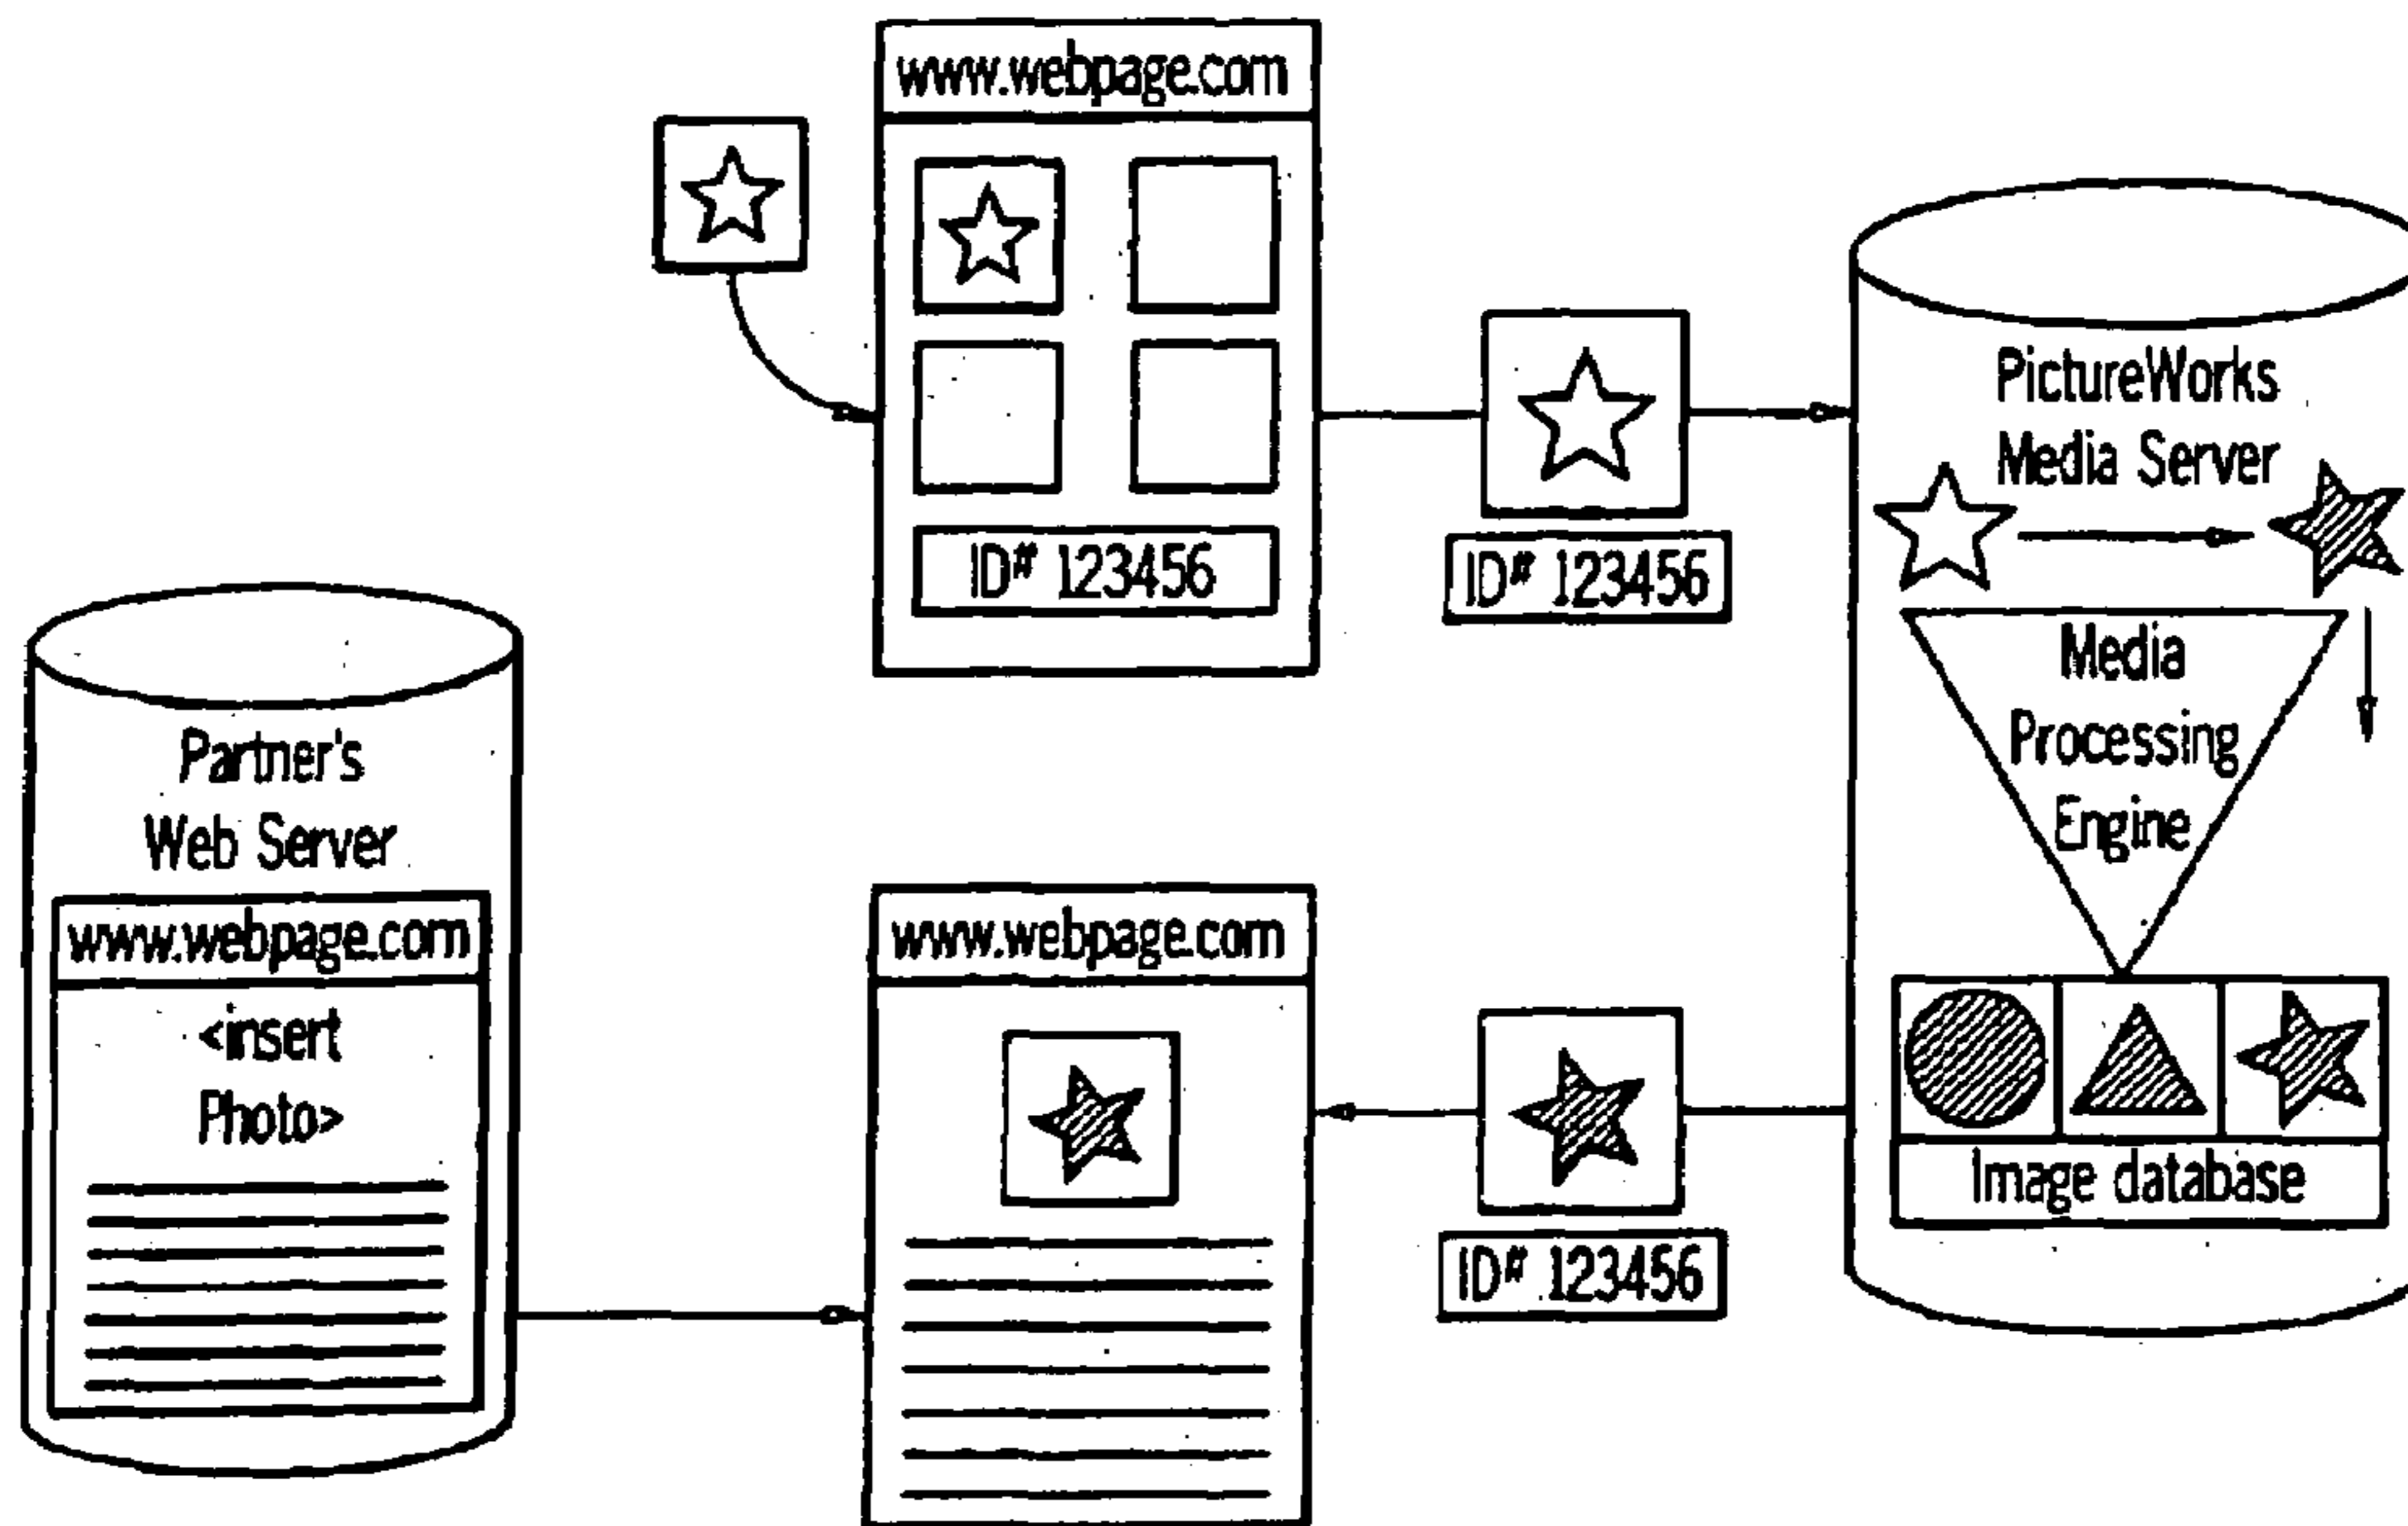 www.webpage.com
ID# 123456
ID# 123456
PictureWorks
Media Server
Media
Processing
Engine
Image database
Partner's
Web Server
www.webpage.com
<insert
Photo>
www.webpage.com
ID# 123456